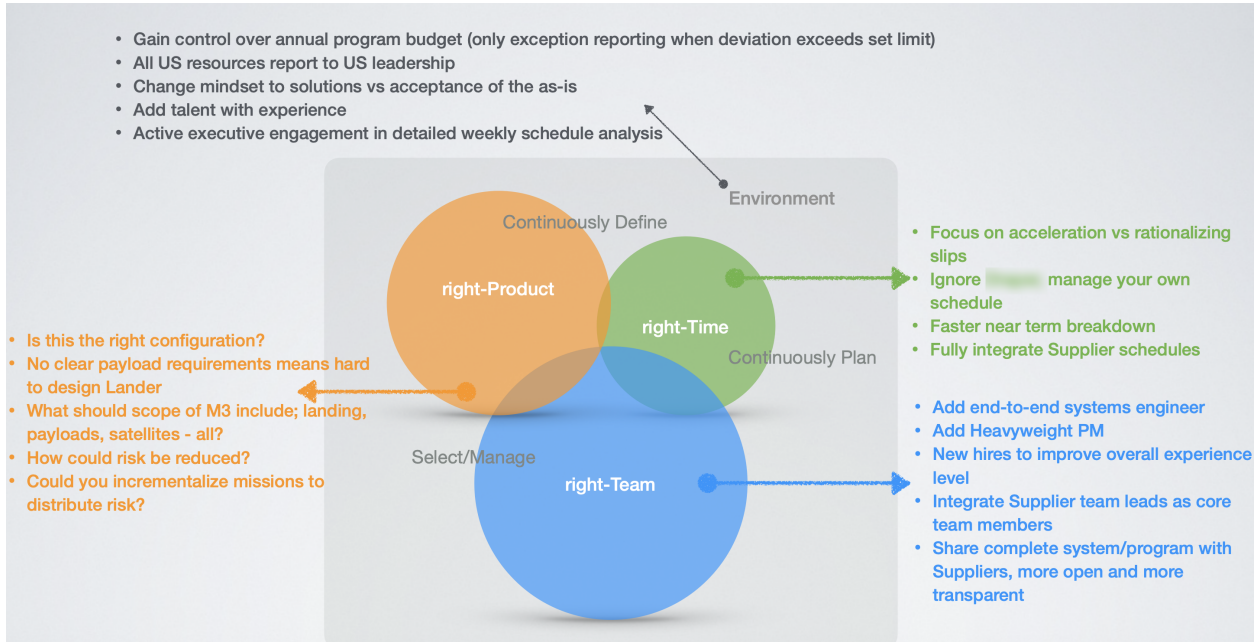 • Gain control over annual program budget (only exception reporting when deviation exceeds set limit)
• All US resources report to US leadership
• Change mindset to solutions vs acceptance of the as-is
• Add talent with experience
• Active executive engagement in detailed weekly schedule analysis
Environment
Continuously Define
right-Product
right-Time
Continuously Plan
Select/Manage
right-Team
• Is this the right configuration?
• No clear payload requirements means hard
to design Lander
• What should scope of M3 include; landing,
payloads, satellites - all?
• How could risk be reduced?
• Could you incrementalize missions to
distribute risk?
• Focus on acceleration vs rationalizing
slips
• Ignore manage your own
schedule
• Faster near term breakdown
• Fully integrate Supplier schedules
• Add end-to-end systems engineer
• Add Heavyweight PM
• New hires to improve overall experience
level
• Integrate Supplier team leads as core
team members
• Share complete system/program with
Suppliers, more open and more
transparent